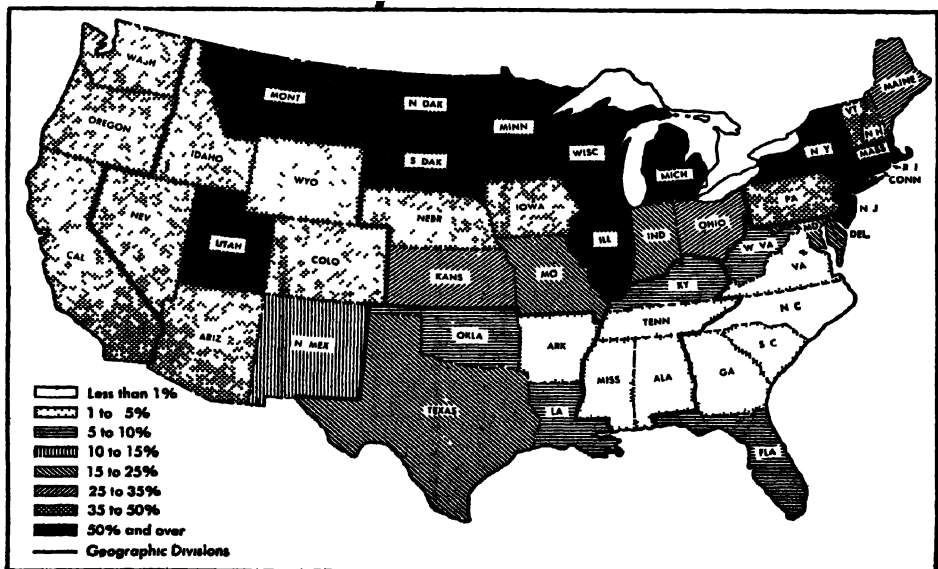 WASH
MONT
N DAK
MINN
VT
MAINE
OREGON
N H
IDAHO
S DAK
WISC
N Y
MASS
R I
WYO
MICH
CONN
NEV
NEBR
IOWA
PA
N J
UTAH
ILL
IND
OHIO
MD
DEL.
CAL
COLO
KANS
MO
W VA
VA
KY
N C
TENN
ARIZ
N MEX
OKLA
ARK
S C
MISS
ALA
GA
TEXAS
LA
FLA
Less than 1%
1 to 5%
5 to 10%
10 to 15%
15 to 25%
25 to 35%
35 to 50%
50% and over
Geographic Divisions